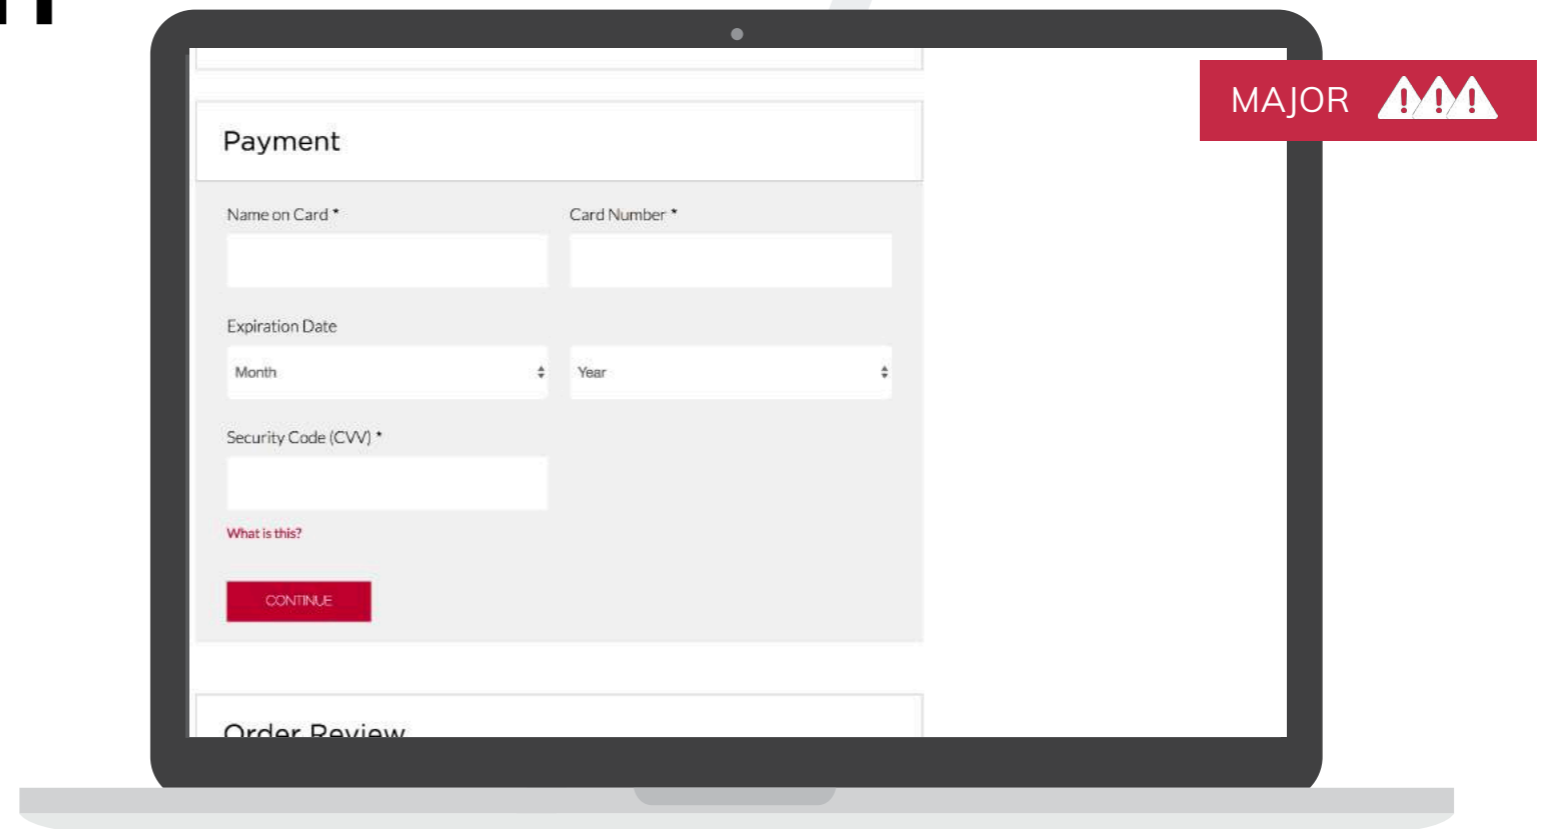 MAJOR
Payment
Name on Card * Card Number *
Expiration Date
Month Year
Security Code (CVV) *
What is this?
CONTINUE
Order Review